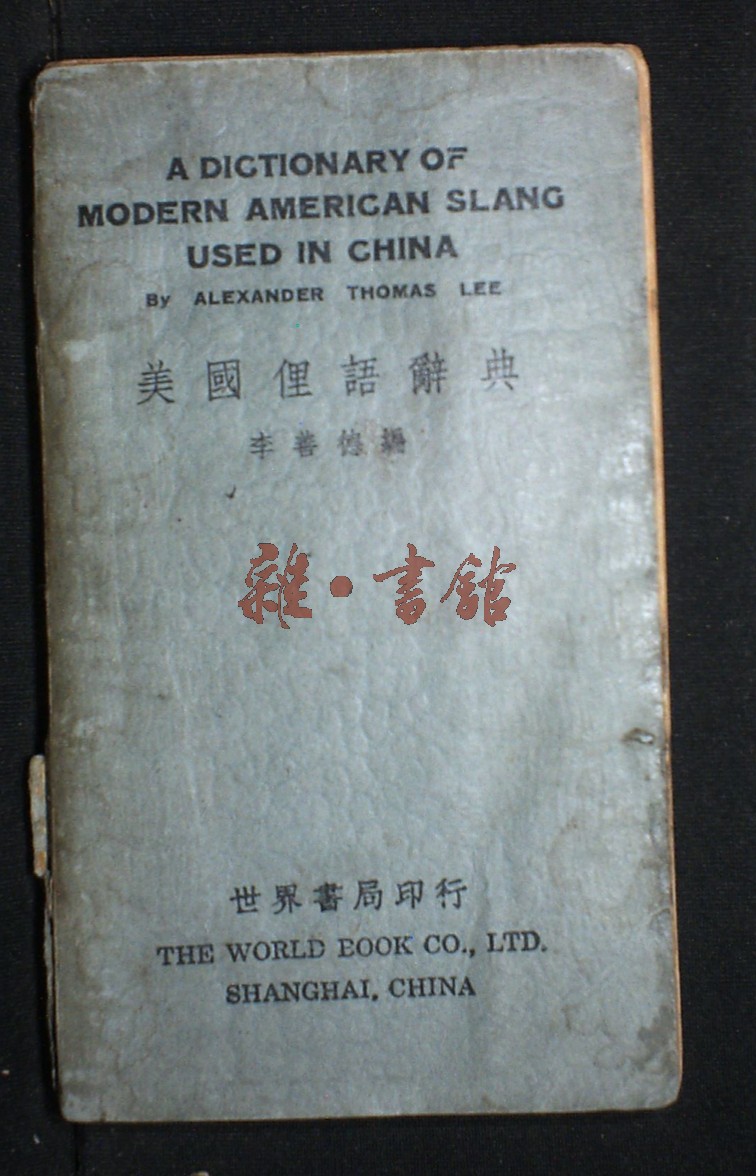 A DICTIONARY OF
MODERN AMERICAN SLANG
USED IN CHINA
By ALEXANDER THOMAS LEE
美國俚語辭典
李善德編
雜·書館
世界書局印行
THE WORLD BOOK CO., LTD.
SHANGHAI, CHINA